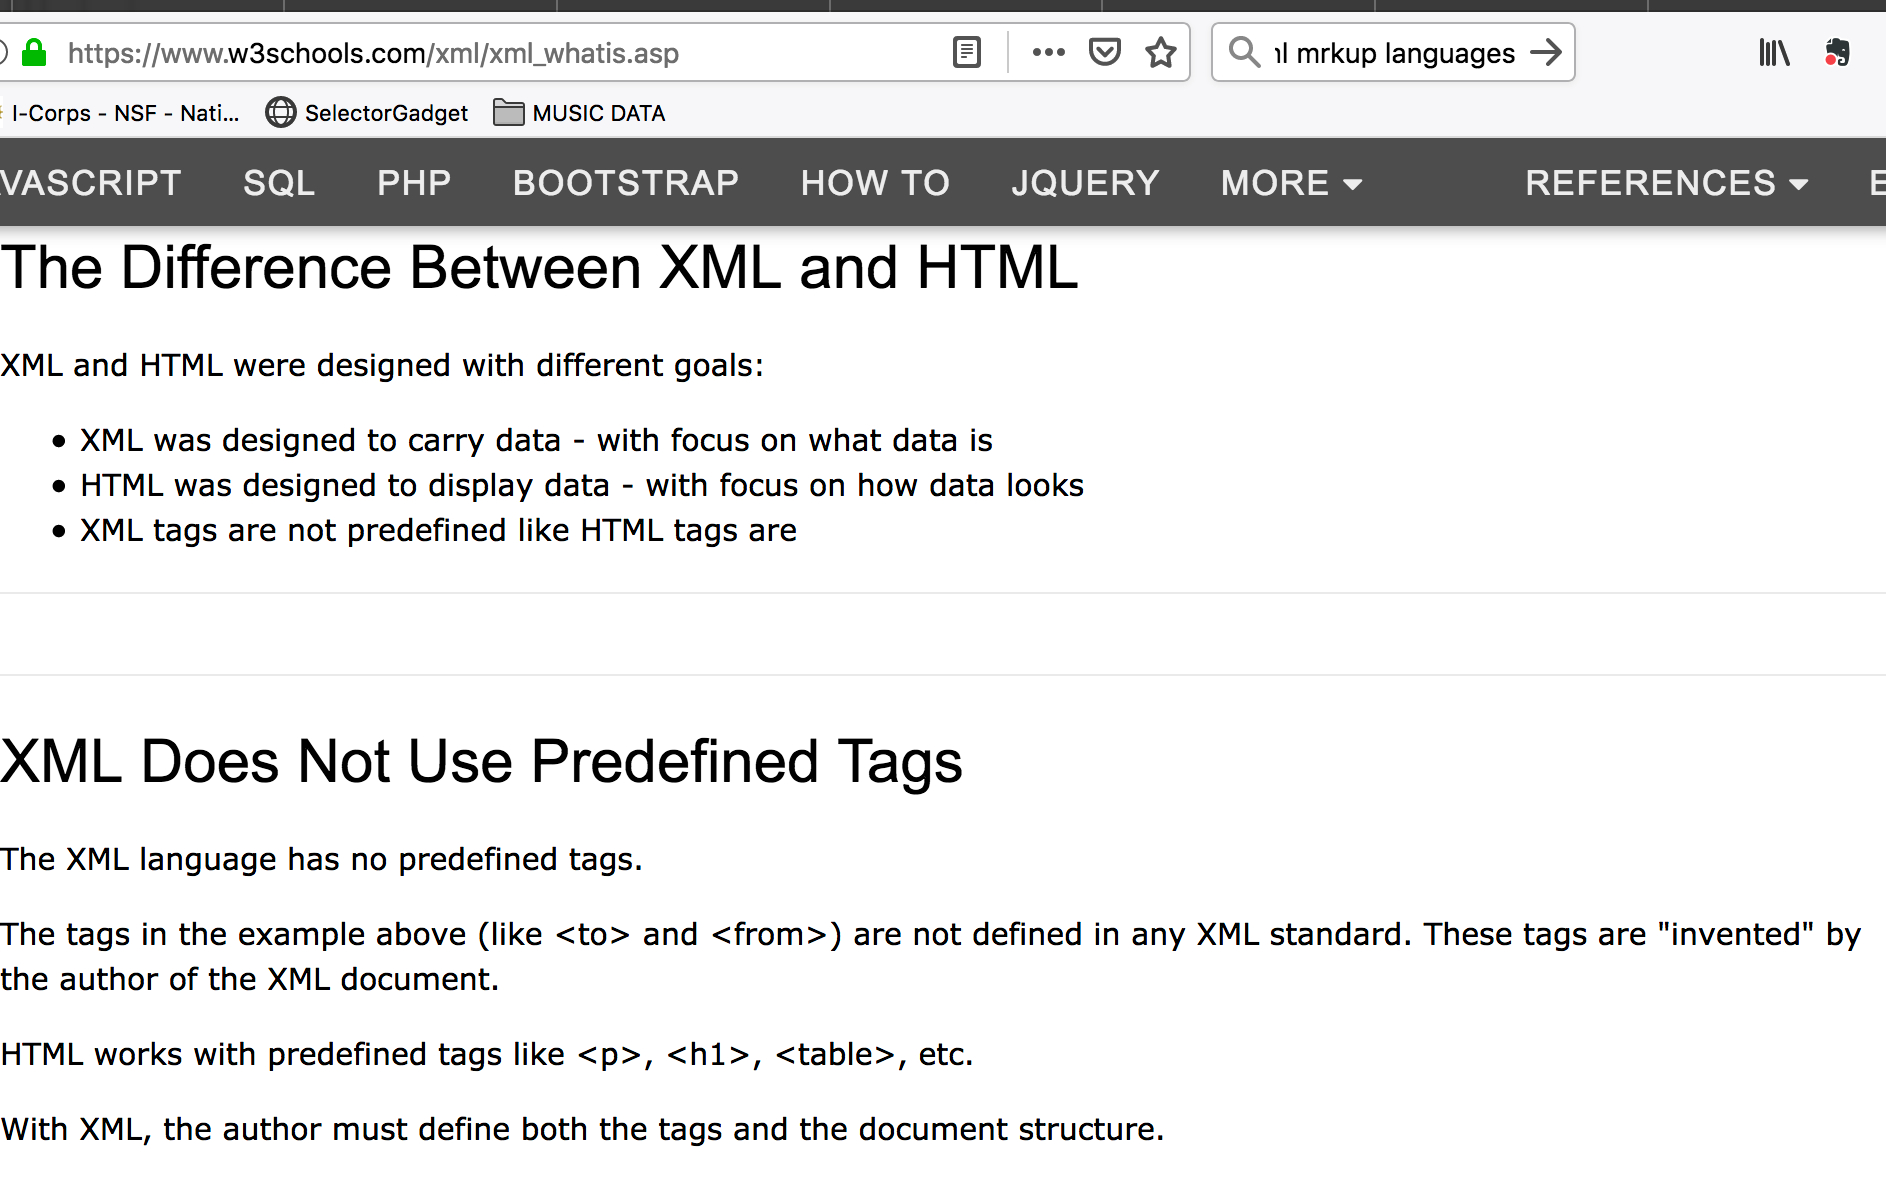 https://www.w3schools.com/xml/xml_whatis.asp
mrkup languages
I-Corps - NSF - Nati...
SelectorGadget
MUSIC DATA
VASCRIPT SQL PHP BOOTSTRAP HOW TO JQUERY MORE REFERENCES E
The Difference Between XML and HTML
XML and HTML were designed with different goals:
• XML was designed to carry data - with focus on what data is
• HTML was designed to display data - with focus on how data looks
• XML tags are not predefined like HTML tags are
XML Does Not Use Predefined Tags
The XML language has no predefined tags.
The tags in the example above (like <to> and <from>) are not defined in any XML standard. These tags are "invented" by
the author of the XML document.
HTML works with predefined tags like <p>, <h1>, <table>, etc.
With XML, the author must define both the tags and the document structure.